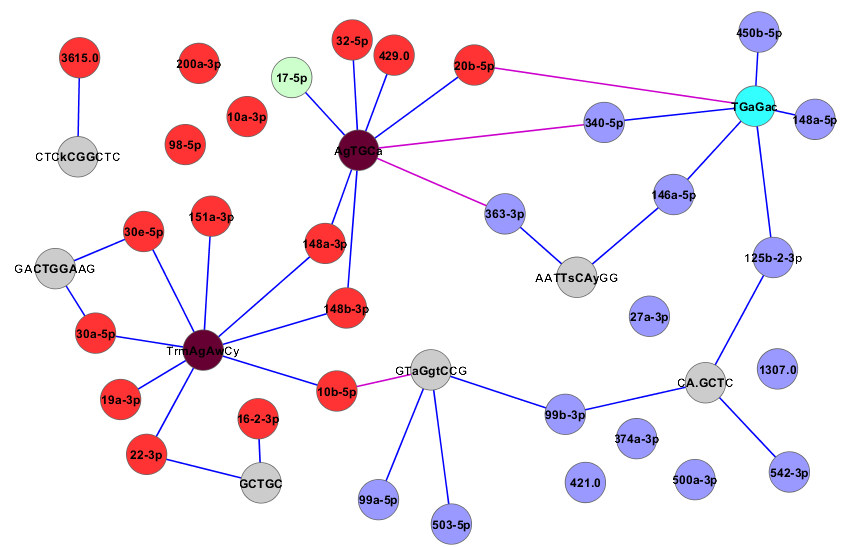 450b-5p
32-5p
429.0
3615.0
200a-3p
20b-5p
17-5p
TGaGac
10a-3p
340-5p
148a-5p
98-5p
AgTGCa
CTCkCGGCTC
146a-5p
151a-3p
363-3p
30e-5p
148a-3p
125b-2-3p
GACTGGAAG
AATTsCAyGG
148b-3p
27a-3p
30a-5p
TrmAgAwCy
GTaGgtCCG
1307.0
CA.GCTC
10b-5p
19a-3p
99b-3p
16-2-3p
374a-3p
22-3p
542-3p
500a-3p
GCTGC
421.0
99a-5p
503-5p